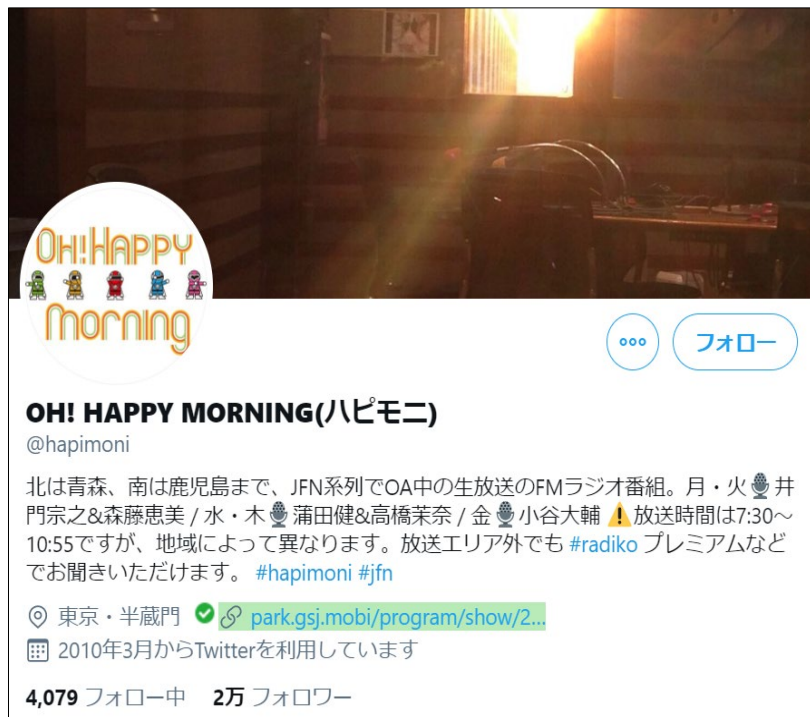 OH!HAPPY
Morning
フォロー
OH! HAPPY MORNING(ハピモニ)
@hapimoni
北は青森、南は鹿児島まで、JFN系列でOA中の生放送のFMラジオ番組。月・火🎙井
門宗之&森藤恵美 / 水・木🎙蒲田健&高橋茉奈 / 金🎙小谷大輔 ⚠放送時間は7:30～
10:55ですが、地域によって異なります。放送エリア外でも #radiko プレミアムなど
でお聞きいただけます。 #hapimoni #jfn
東京・半蔵門 park.gsj.mobi/program/show/2...
2010年3月からTwitterを利用しています
4,079 フォロー中 2万 フォロワー